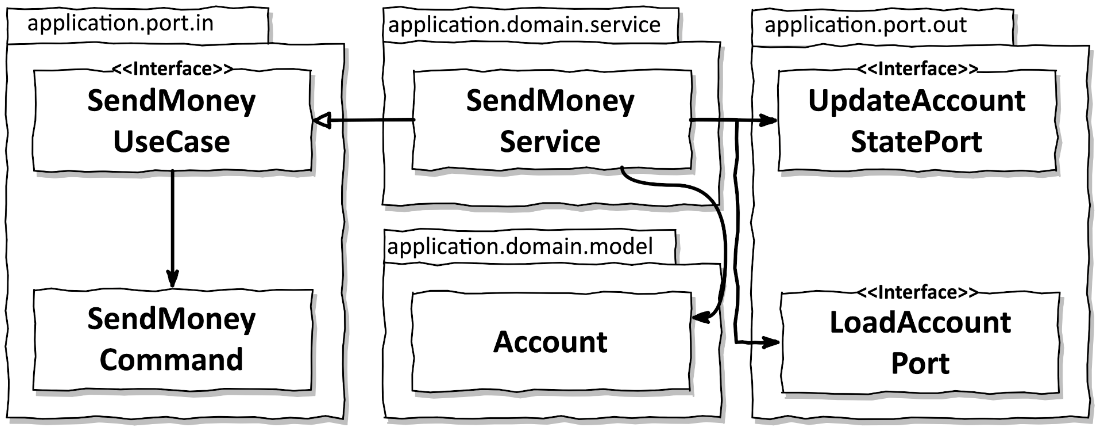 application.port.in
<<Interface>>
SendMoney
UseCase
SendMoney
Command
application.domain.service
SendMoney
Service
application.domain.model
Account
application.port.out
<<Interface>>
UpdateAccount
StatePort
<<Interface>>
LoadAccount
Port